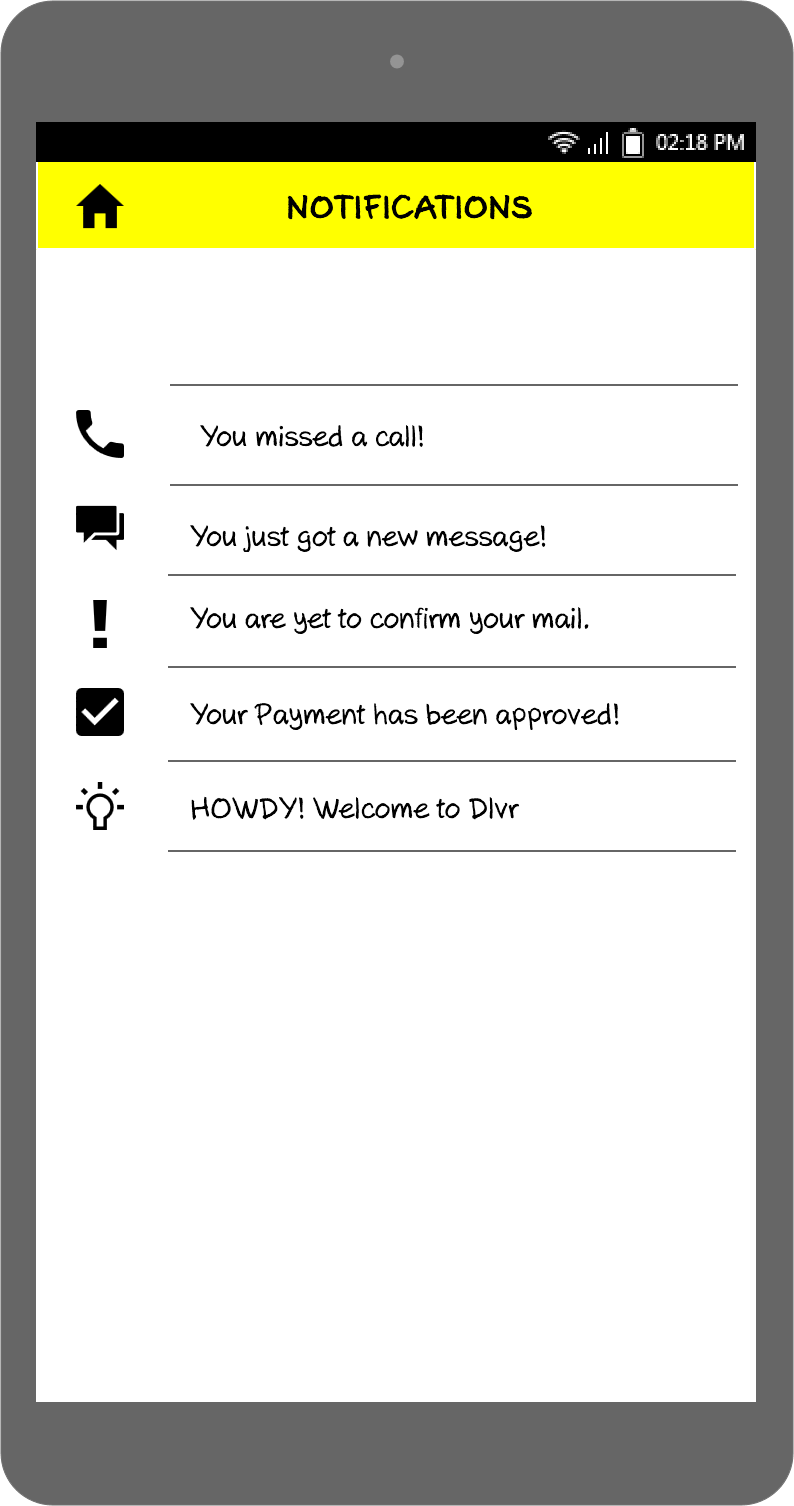 02:18 PM
NOTIFICATIONS
You missed a call!
You just got a new message!
You are yet to confirm your mail.
Your Payment has been approved!
HOWDY! Welcome to Dlvr